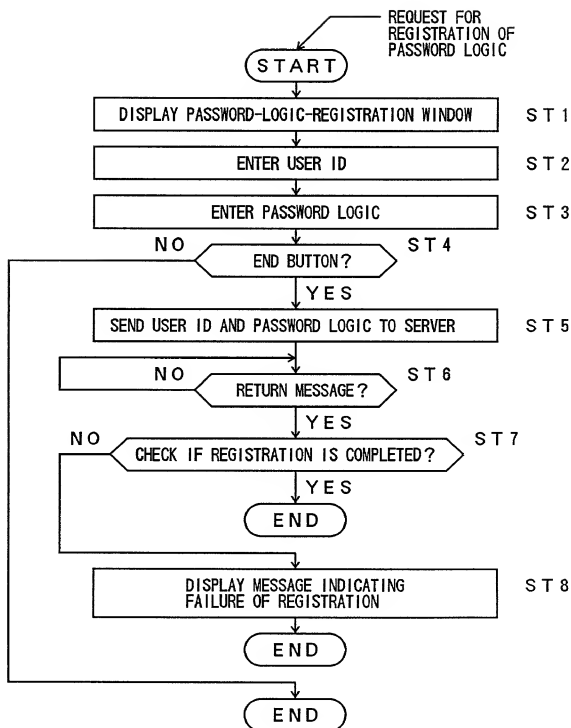 REQUEST FOR
REGISTRATION OF
PASSWORD LOGIC
START
DISPLAY PASSWORD-LOGIC-REGISTRATION WINDOW
ST1
ENTER USER ID
ST2
ENTER PASSWORD LOGIC
ST3
NO
END BUTTON?
ST4
YES
SEND USER ID AND PASSWORD LOGIC TO SERVER
ST5
NO
RETURN MESSAGE?
ST6
YES
NO
CHECK IF REGISTRATION IS COMPLETED?
ST7
YES
END
DISPLAY MESSAGE INDICATING
FAILURE OF REGISTRATION
ST8
END
END